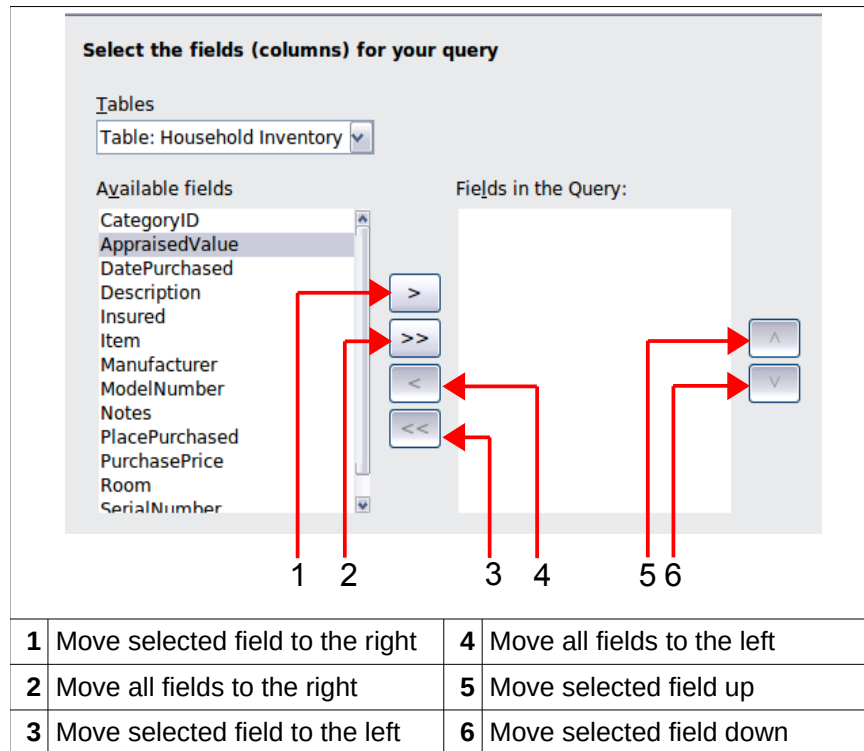 Select the fields (columns) for your query
Tables
Table: Household Inventory
Available fields
Fields in the Query:
CategoryID
AppraisedValue
DatePurchased
Description
Insured
Item
Manufacturer
ModelNumber
Notes
PlacePurchased
PurchasePrice
Room
SerialNumber
>
>>
<
<<
^
v
1 2 3 4 5 6
1 Move selected field to the right 4 Move all fields to the left
2 Move all fields to the right 5 Move selected field up
3 Move selected field to the left 6 Move selected field down